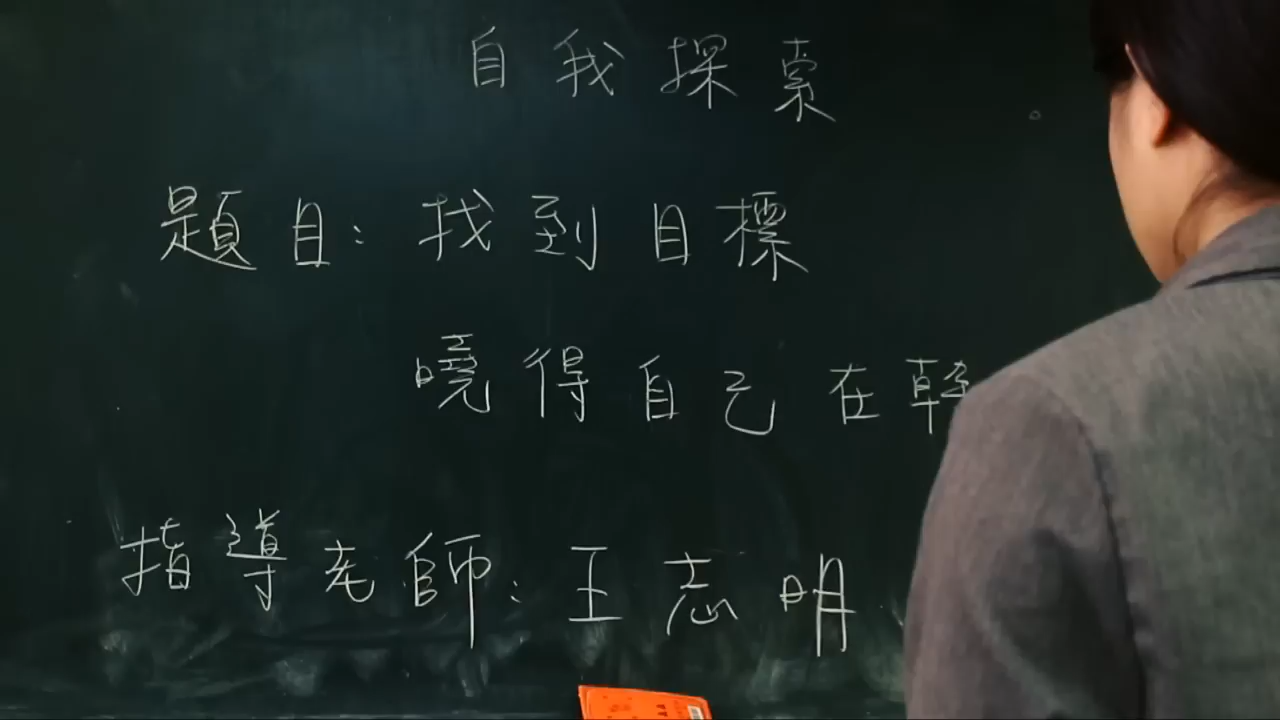 自我探索
題目：找到目標
曉得自己在幹
指導老師：王志明